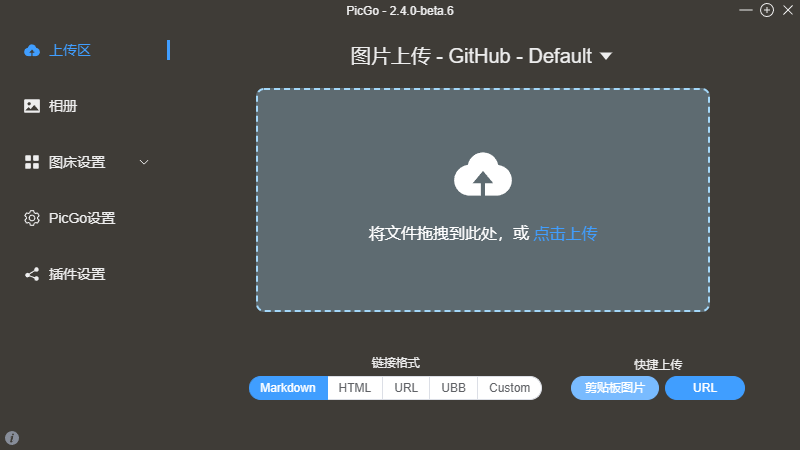 PicGo - 2.4.0-beta.6
上传区
相册
图床设置
PicGo设置
插件设置
图片上传 - GitHub - Default
将文件拖拽到此处，或 点击上传
链接格式
Markdown HTML URL UBB Custom
快捷上传
剪贴板图片 URL